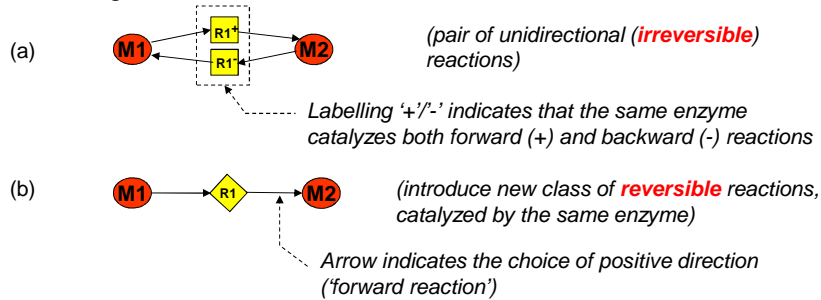 (a)
M1
R1+
R1-
M2
(pair of unidirectional (irreversible)
reactions)
Labelling ‘+’/’-’ indicates that the same enzyme
catalyzes both forward (+) and backward (-) reactions
(b)
M1
R1
M2
(introduce new class of reversible reactions,
catalyzed by the same enzyme)
Arrow indicates the choice of positive direction
(‘forward reaction’)